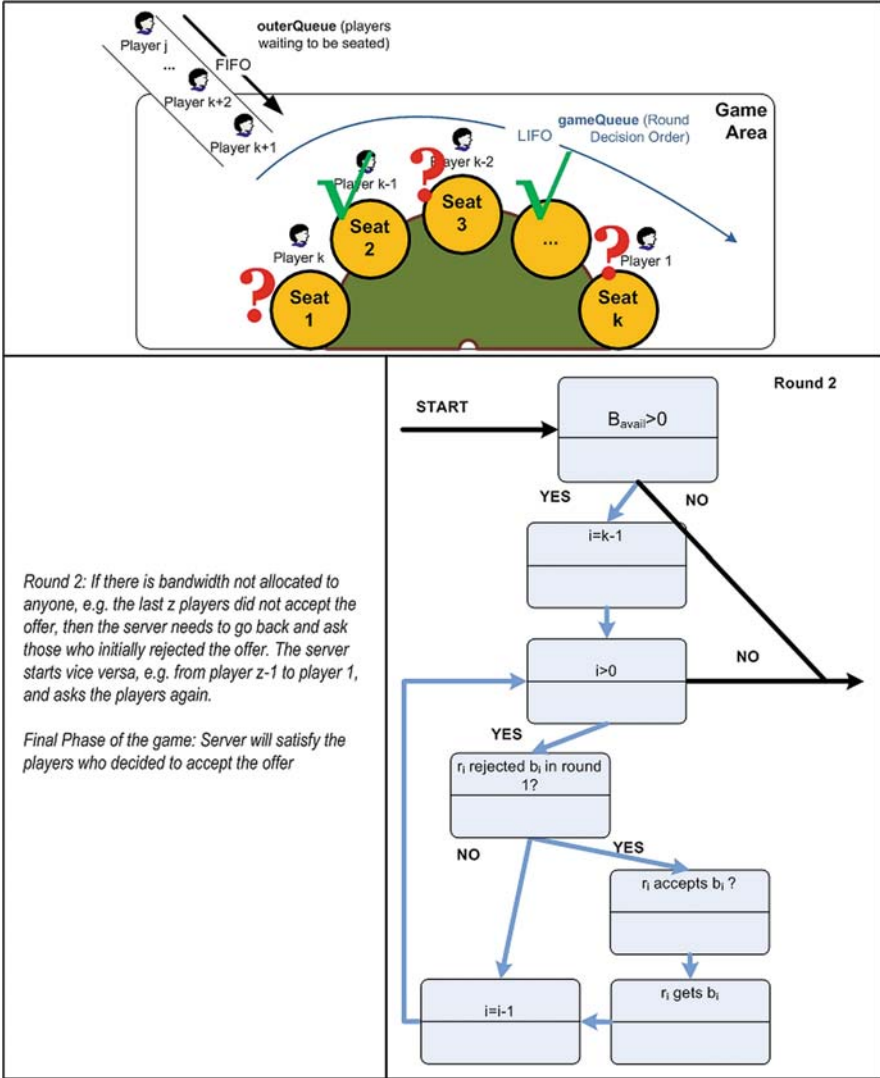 outerQueue (players
waiting to be seated)
Player j
...
FIFO
Player k+2
Player k+1
Game
Area
gameQueue (Round
Decision Order)
LIFO
Player k-2
Player k-1
Player k
Player 1
Seat
1
Seat
2
Seat
3
...
Seat
k
?
?
?
Round 2: If there is bandwidth not allocated to
anyone, e.g. the last z players did not accept the
offer, then the server needs to go back and ask
those who initially rejected the offer. The server
starts vice versa, e.g. from player z-1 to player 1,
and asks the players again.
Final Phase of the game: Server will satisfy the
players who decided to accept the offer
Round 2
START
Bavail>0
YES
NO
i=k-1
i>0
NO
YES
ri rejected bi in round
1?
NO
YES
ri accepts bi ?
ri gets bi
i=i-1